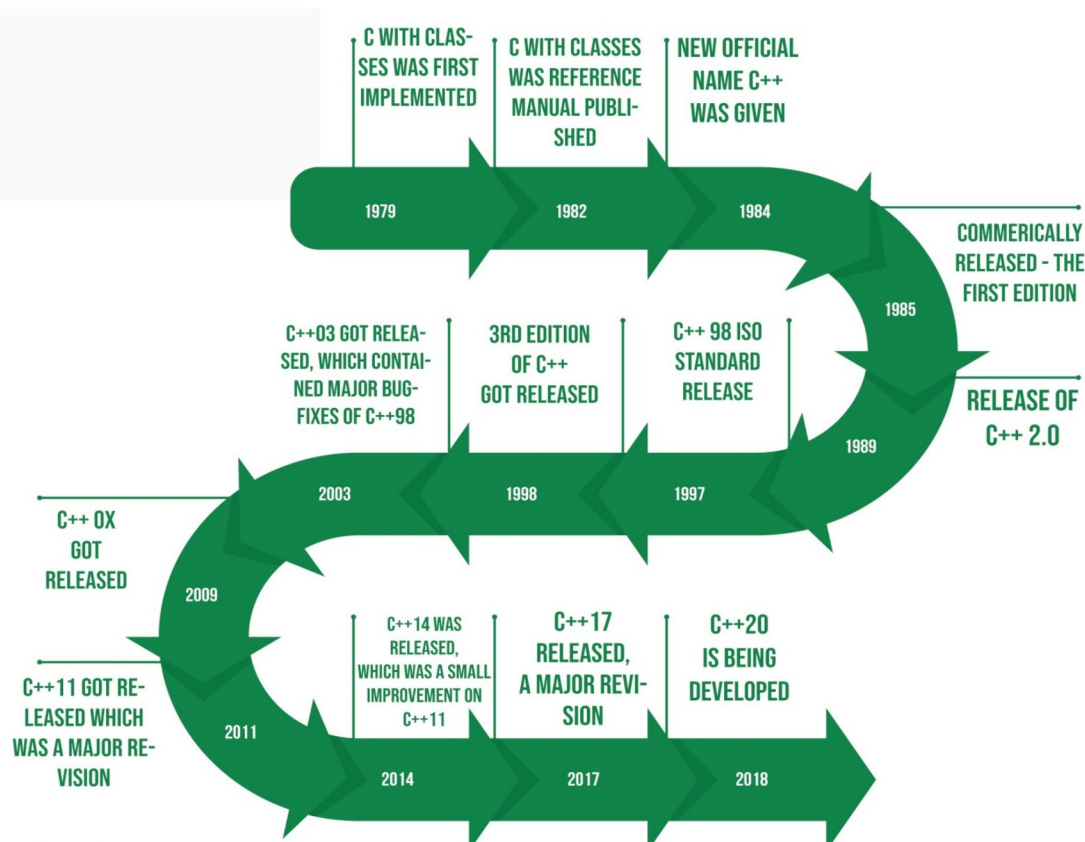 C WITH CLAS-
SES WAS FIRST
IMPLEMENTED
C WITH CLASSES
WAS REFERENCE
MANUAL PUBLI-
SHED
NEW OFFICIAL
NAME C++
WAS GIVEN
1979
1982
1984
COMMERICALLY
RELEASED - THE
FIRST EDITION
1985
RELEASE OF
C++ 2.0
1989
C++ 98 ISO
STANDARD
RELEASE
1997
3RD EDITION
OF C++
GOT RELEASED
1998
C++03 GOT RELEA-
SED, WHICH CONTAI-
NED MAJOR BUG-
FIXES OF C++98
2003
C++ 0X
GOT
RELEASED
2009
C++11 GOT RE-
LEASED WHICH
WAS A MAJOR RE-
VISION
2011
C++14 WAS
RELEASED,
WHICH WAS A SMALL
IMPROVEMENT ON
C++11
2014
C++17
RELEASED,
A MAJOR REVI-
SION
2017
C++20
IS BEING
DEVELOPED
2018